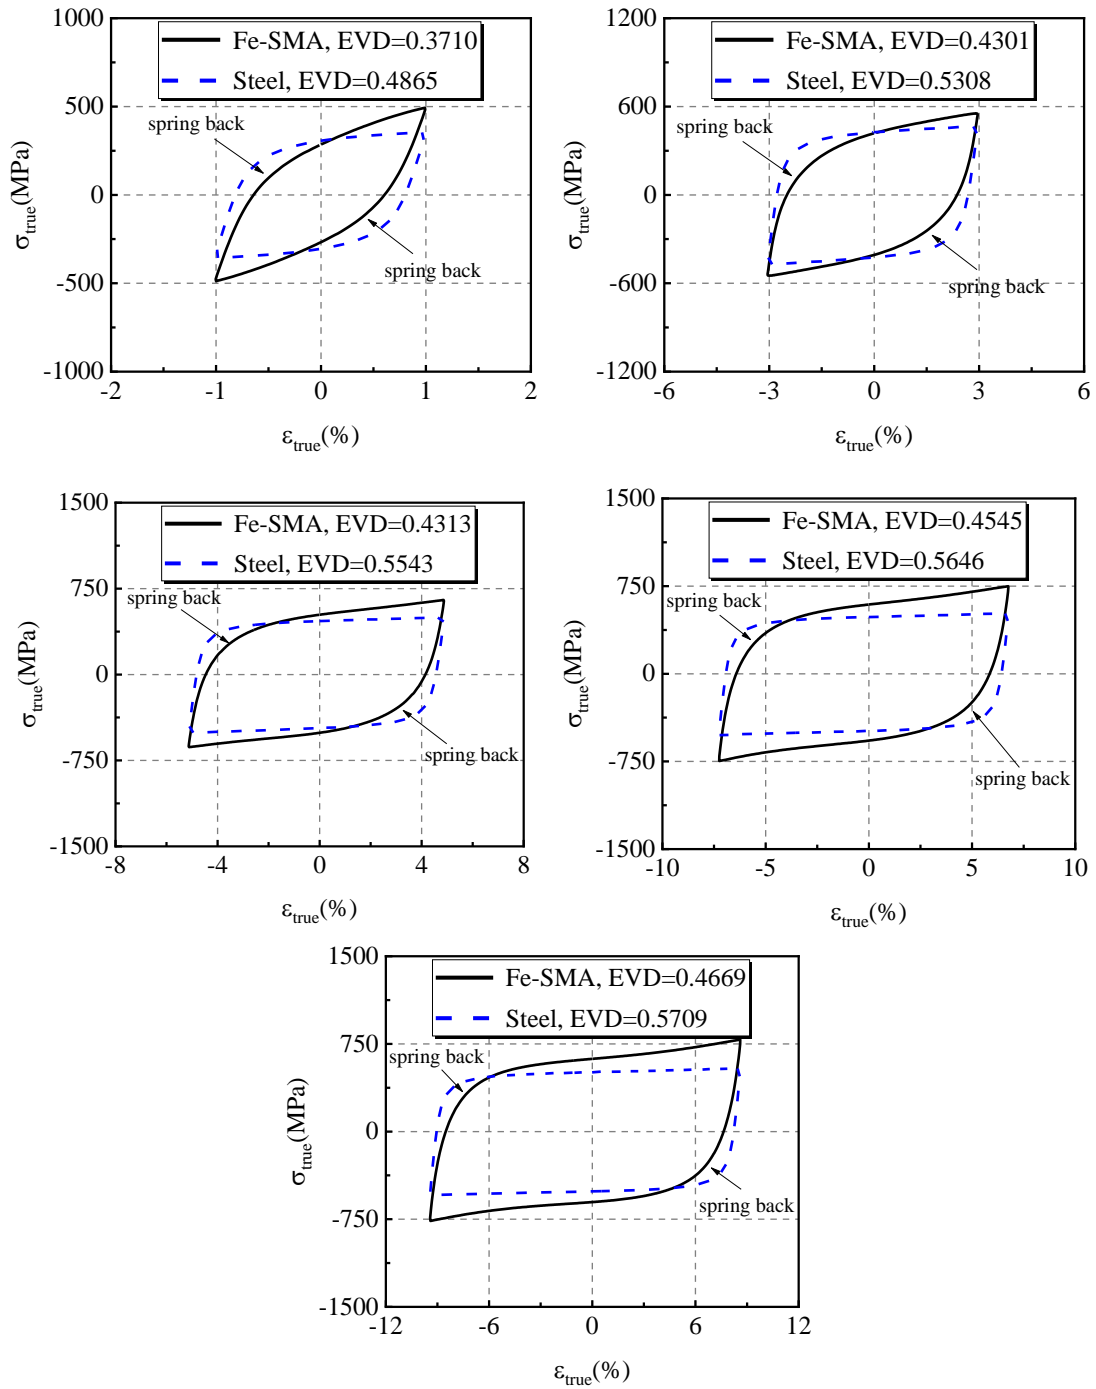 1000
Fe-SMA, EVD=0.3710
Steel, EVD=0.4865
500
spring back
0
spring back
-500
-1000
-2
-1
0
1
2
σtrue(MPa)
εtrue(%)
1200
Fe-SMA, EVD=0.4301
Steel, EVD=0.5308
600
spring back
0
spring back
-600
-1200
-6
-3
0
3
6
σtrue(MPa)
εtrue(%)
1500
Fe-SMA, EVD=0.4313
Steel, EVD=0.5543
750
spring back
0
spring back
-750
-1500
-8
-4
0
4
8
σtrue(MPa)
εtrue(%)
1500
Fe-SMA, EVD=0.4545
Steel, EVD=0.5646
750
spring back
0
spring back
-750
-1500
-10
-5
0
5
10
σtrue(MPa)
εtrue(%)
1500
Fe-SMA, EVD=0.4669
Steel, EVD=0.5709
750
spring back
0
spring back
-750
-1500
-12
-6
0
6
12
σtrue(MPa)
εtrue(%)